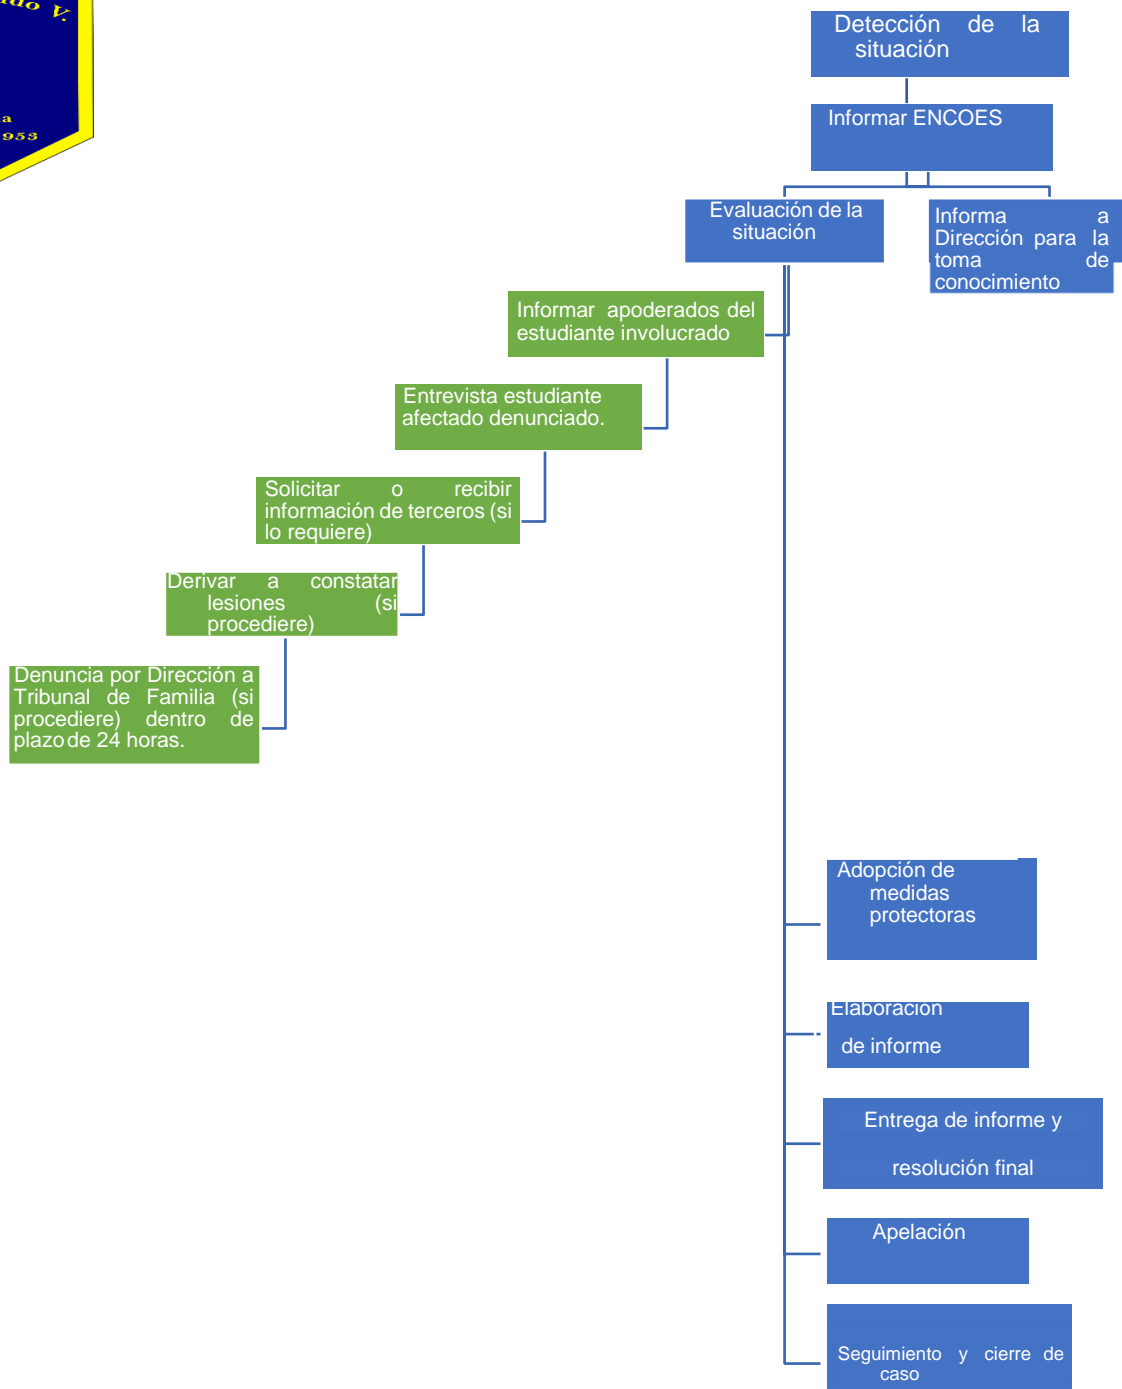 V.
953
Detección de la
situación
Informar ENCOES
Evaluación de la
situación
Informa a
Dirección para la
toma de
conocimiento
Informar apoderados del
estudiante involucrado
Entrevista estudiante
afectado denunciado.
Solicitar o recibir
información de terceros (si
lo requiere)
Derivar a constatar
lesiones (si
procediere)
Denuncia por Dirección a
Tribunal de Familia (si
procediere) dentro de
plazo de 24 horas.
Adopción de
medidas
protectoras
Elaboración
de informe
Entrega de informe y
resolución final
Apelación
Seguimiento y cierre de
caso